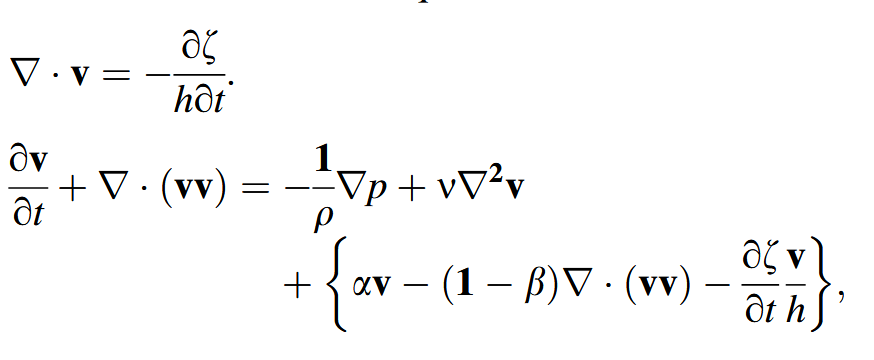 ∇ · v = −∂ζ/h∂t.
∂v/∂t + ∇ · (vv) = −1/ρ ∇p + ν∇²v
+ {αv − (1 − β)∇ · (vv) − ∂ζ/∂t v/h},